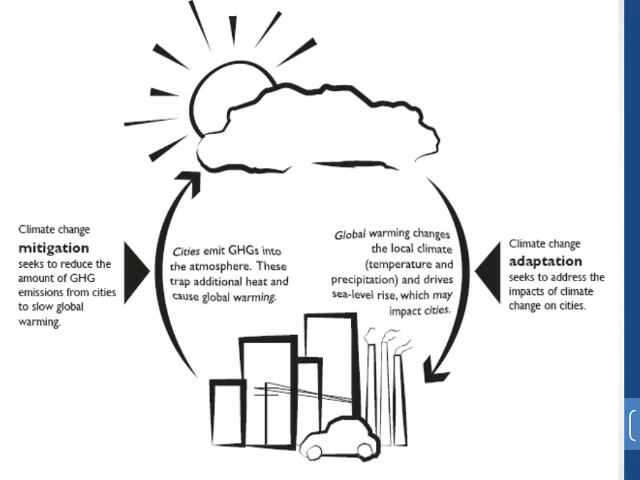 Climate change
mitigation
seeks to reduce the
amount of GHG
emissions from cities
to slow global
warming.
Cities emit GHGs into
the atmosphere. These
trap additional heat and
cause global warming.
Global warming changes
the local climate
(temperature and
precipitation) and drives
sea-level rise, which may
impact cities.
Climate change
adaptation
seeks to address the
impacts of climate
change on cities.